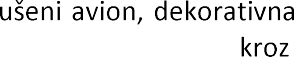 ušeni avion, dekorativna
kroz